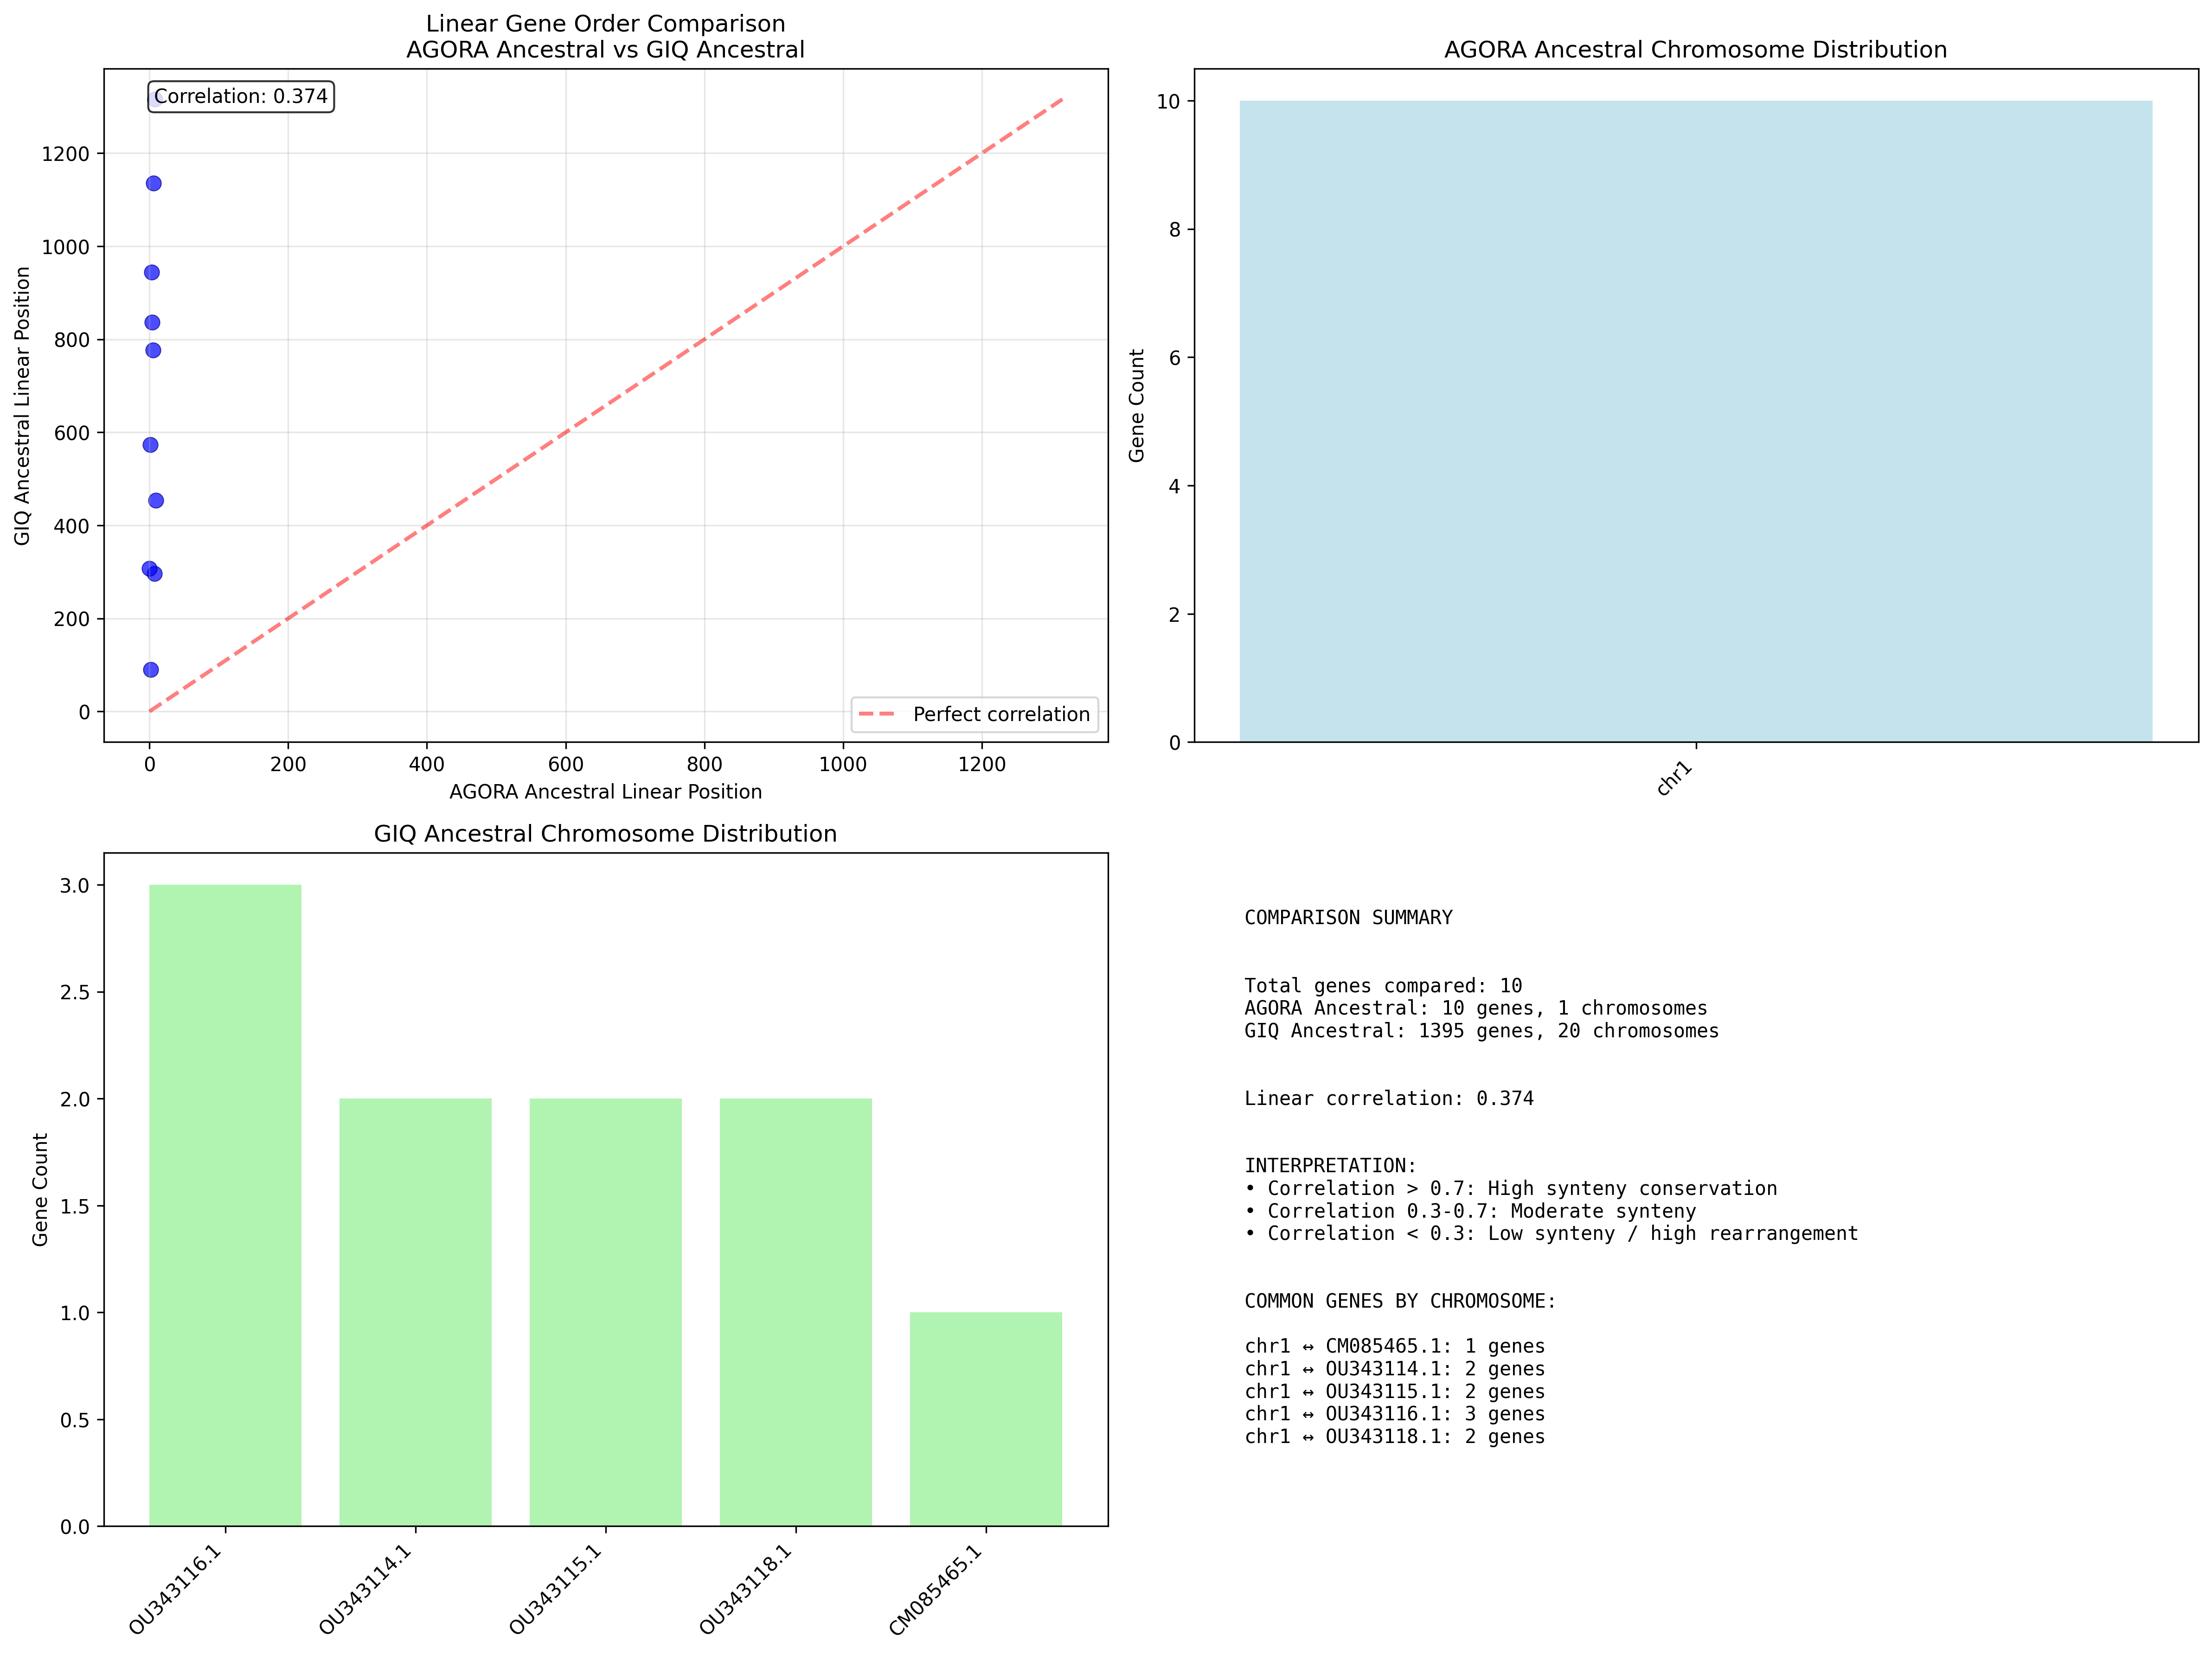 Linear Gene Order Comparison
AGORA Ancestral vs GIQ Ancestral
Correlation: 0.374
1200
1000
800
600
400
200
0
GIQ Ancestral Linear Position
0 200 400 600 800 1000 1200
AGORA Ancestral Linear Position
Perfect correlation
AGORA Ancestral Chromosome Distribution
10
8
6
4
2
0
Gene Count
chr1
GIQ Ancestral Chromosome Distribution
3.0
2.5
2.0
1.5
1.0
0.5
0.0
Gene Count
OU343116.1
OU343114.1
OU343115.1
OU343118.1
CM085465.1
COMPARISON SUMMARY
Total genes compared: 10
AGORA Ancestral: 10 genes, 1 chromosomes
GIQ Ancestral: 1395 genes, 20 chromosomes
Linear correlation: 0.374
INTERPRETATION:
• Correlation > 0.7: High synteny conservation
• Correlation 0.3-0.7: Moderate synteny
• Correlation < 0.3: Low synteny / high rearrangement
COMMON GENES BY CHROMOSOME:
chr1 ↔ CM085465.1: 1 genes
chr1 ↔ OU343114.1: 2 genes
chr1 ↔ OU343115.1: 2 genes
chr1 ↔ OU343116.1: 3 genes
chr1 ↔ OU343118.1: 2 genes